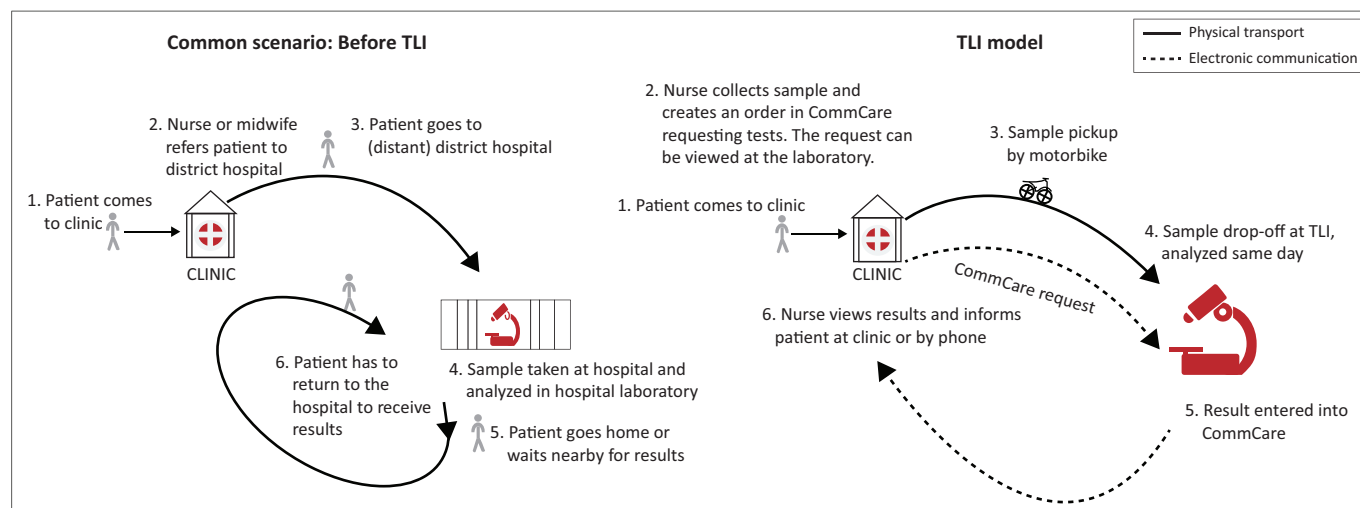 Common scenario: Before TLI
2. Nurse or midwife
refers patient to
district hospital
3. Patient goes to
(distant) district hospital
1. Patient comes
to clinic
CLINIC
4. Sample taken at hospital and
analyzed in hospital laboratory
5. Patient goes home or
waits nearby for results
6. Patient has to
return to the
hospital to receive
results
TLI model
Physical transport
Electronic communication
2. Nurse collects sample and
creates an order in CommCare
requesting tests. The request can
be viewed at the laboratory.
3. Sample pickup
by motorbike
1. Patient comes to clinic
CLINIC
CommCare request
4. Sample drop-off at TLI,
analyzed same day
5. Result entered into
CommCare
6. Nurse views results and informs
patient at clinic or by phone